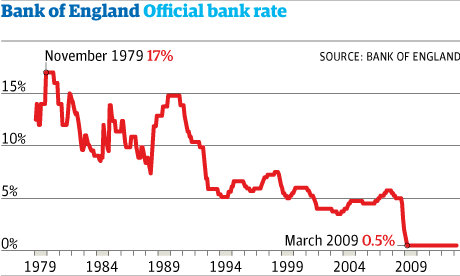 Bank of England Official bank rate
November 1979 17%
SOURCE: BANK OF ENGLAND
15%
10%
5%
March 2009 0.5%
0%
1979 1984 1989 1994 1999 2004 2009